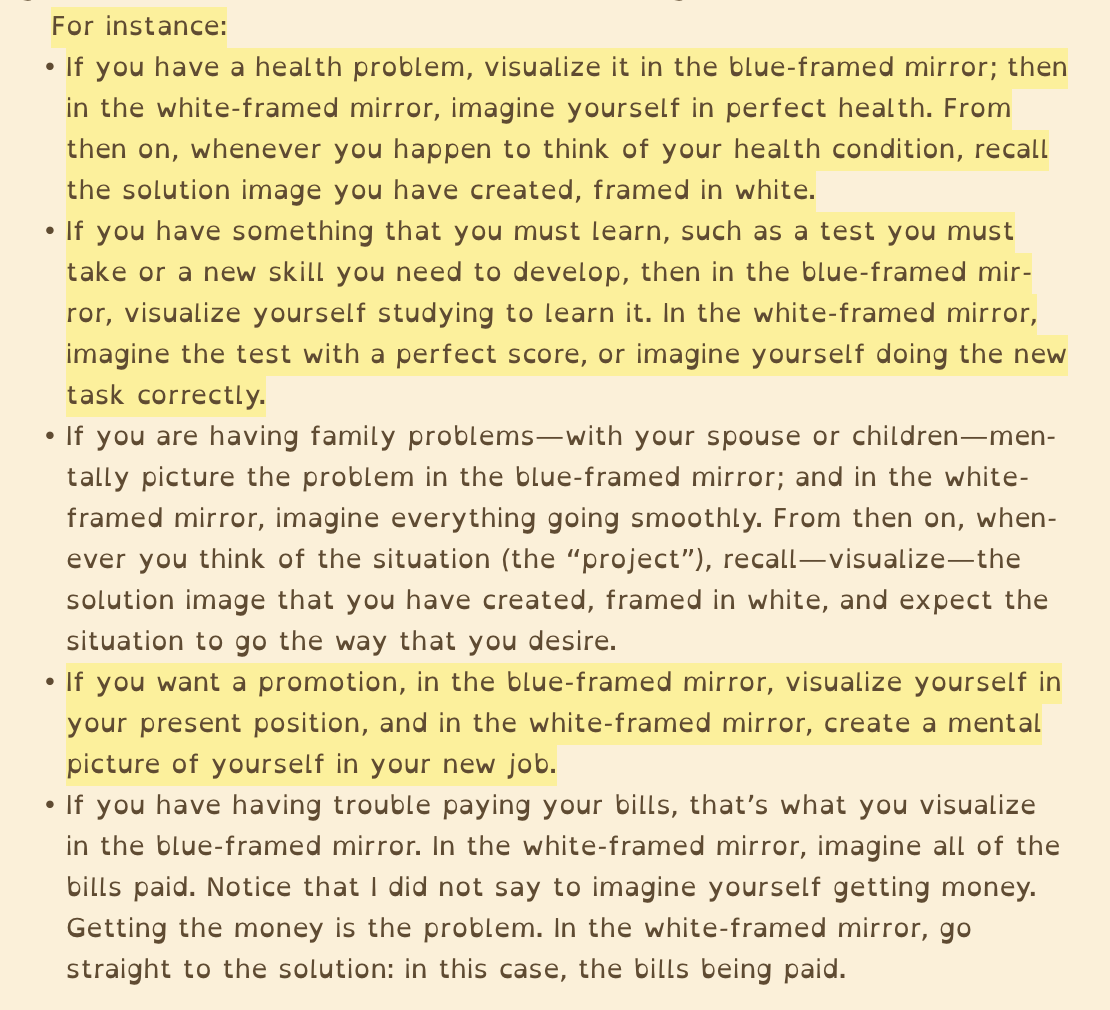 For instance:
• If you have a health problem, visualize it in the blue-framed mirror; then
in the white-framed mirror, imagine yourself in perfect health. From
then on, whenever you happen to think of your health condition, recall
the solution image you have created, framed in white.
• If you have something that you must learn, such as a test you must
take or a new skill you need to develop, then in the blue-framed mir-
ror, visualize yourself studying to learn it. In the white-framed mirror,
imagine the test with a perfect score, or imagine yourself doing the new
task correctly.
• If you are having family problems—with your spouse or children—men-
tally picture the problem in the blue-framed mirror; and in the white-
framed mirror, imagine everything going smoothly. From then on, when-
ever you think of the situation (the “project”), recall—visualize—the
solution image that you have created, framed in white, and expect the
situation to go the way that you desire.
• If you want a promotion, in the blue-framed mirror, visualize yourself in
your present position, and in the white-framed mirror, create a mental
picture of yourself in your new job.
• If you have having trouble paying your bills, that’s what you visualize
in the blue-framed mirror. In the white-framed mirror, imagine all of the
bills paid. Notice that I did not say to imagine yourself getting money.
Getting the money is the problem. In the white-framed mirror, go
straight to the solution: in this case, the bills being paid.